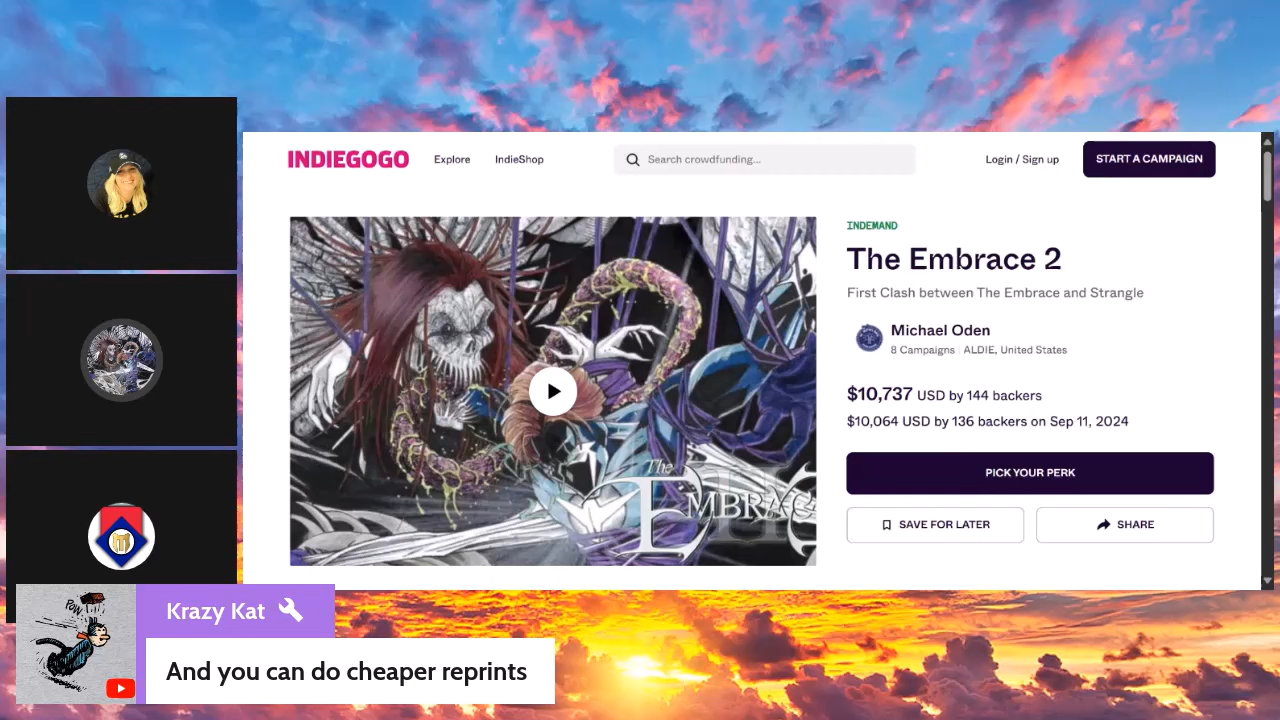 INDIEGOGO
Explore
IndieShop
Search crowdfunding...
Login / Sign up
START A CAMPAIGN
INDEMAND
The Embrace 2
First Clash between The Embrace and Strangle
Michael Oden
8 Campaigns | ALDIE, United States
$10,737 USD by 144 backers
$10,064 USD by 136 backers on Sep 11, 2024
PICK YOUR PERK
SAVE FOR LATER
SHARE
The
EMBRAC
POW
Krazy Kat
And you can do cheaper reprints